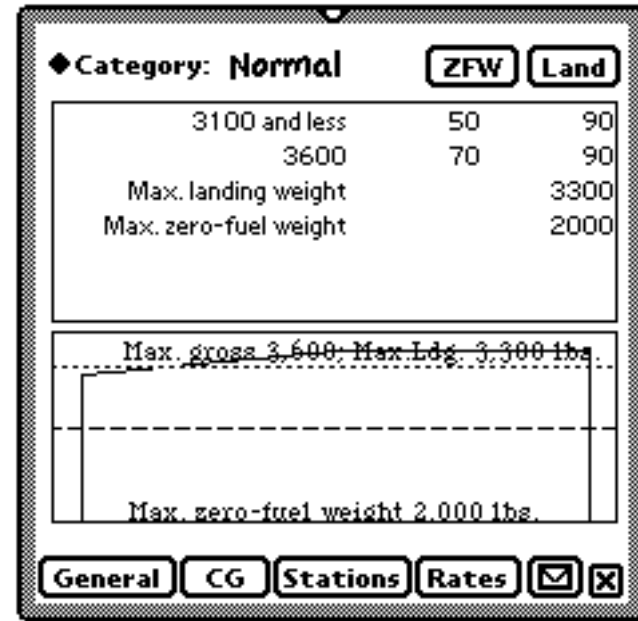 Category: Normal ZFW Land
3100 and less 50 90
3600 70 90
Max. landing weight 3300
Max. zero-fuel weight 2000
Max. gross 3,600; Max Ldg. 3,300 lbs.
Max. zero-fuel weight 2,000 lbs.
General CG Stations Rates